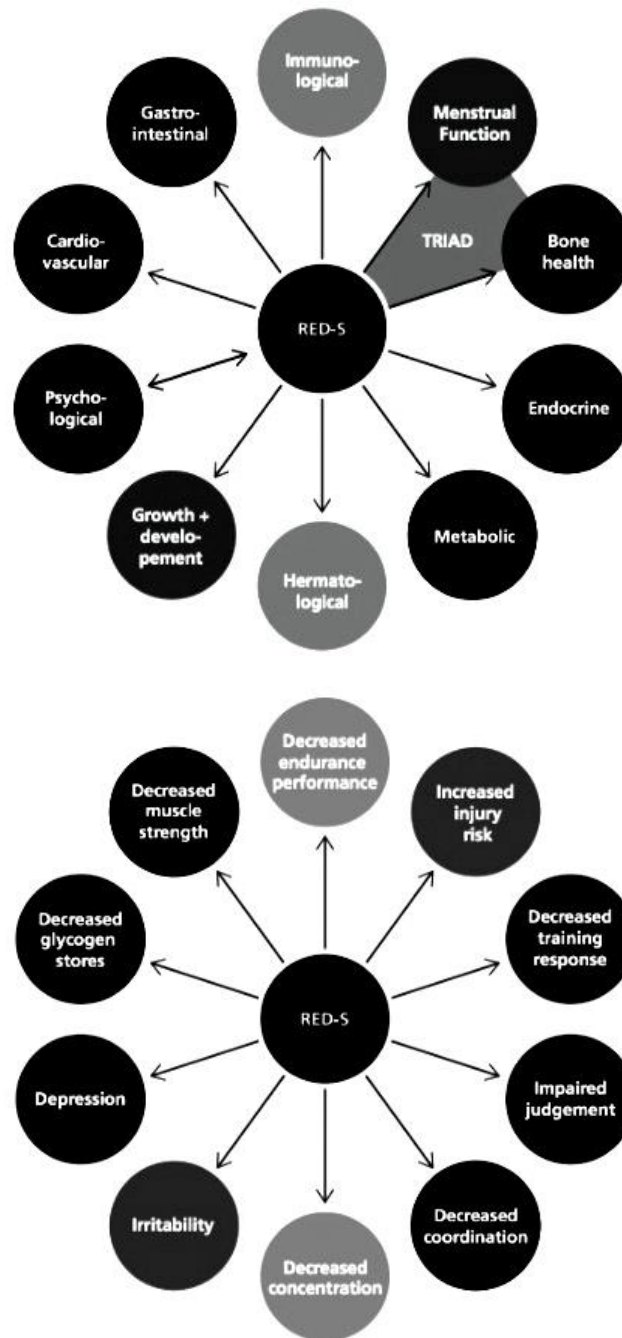 Immuno-
logical
Menstrual
Function
Bone
health
Endocrine
Metabolic
Hermato-
logical
Growth +
develo-
pement
Psycho-
logical
Cardio-
vascular
Gastro-
intestinal
TRIAD
RED-S
Decreased
endurance
performance
Increased
injury
risk
Decreased
training
response
Impaired
judgement
Decreased
coordination
Decreased
concentration
Irritability
Depression
Decreased
glycogen
stores
Decreased
muscle
strength
RED-S